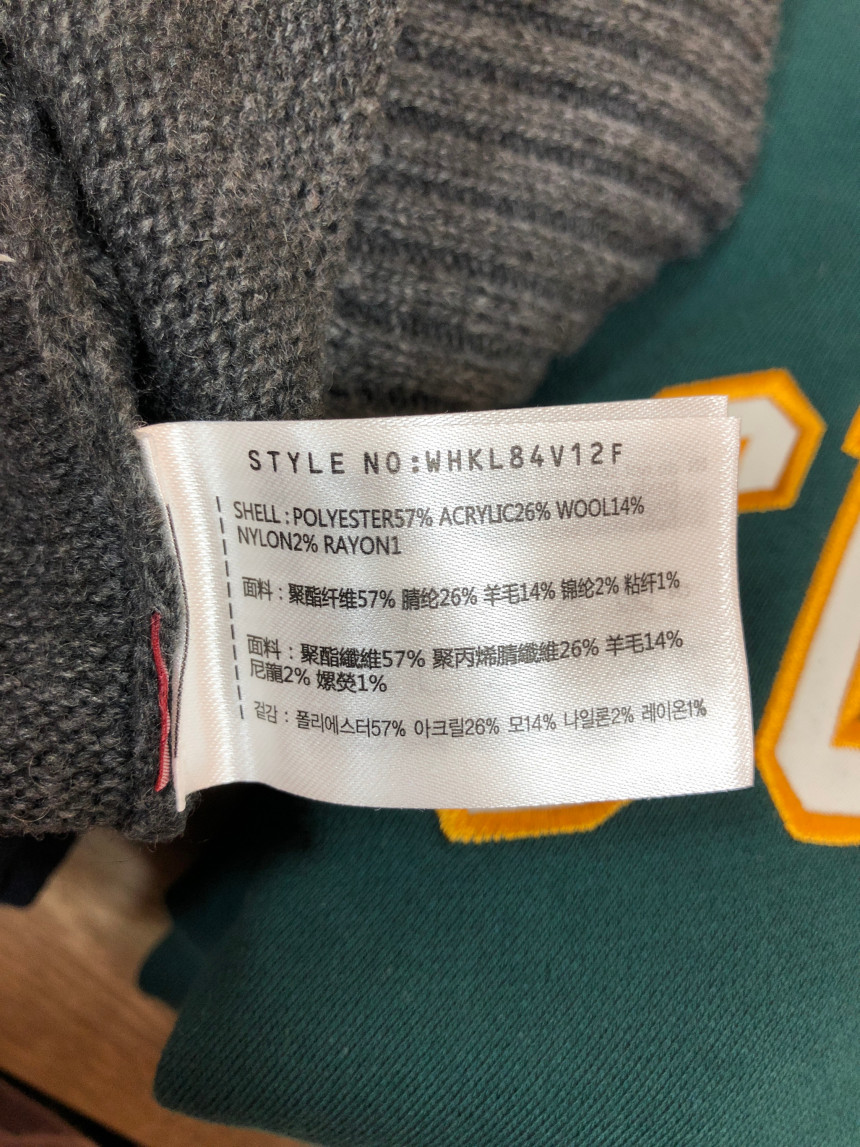 STYLE NO:WHKL84V12F
SHELL:POLYESTER57% ACRYLIC26% WOOL14%
NYLON2% RAYON1
面料：聚酯纤维57% 腈纶26% 羊毛14% 锦纶2% 粘纤1%
面料：聚酯纖維57% 聚丙烯腈纖維26% 羊毛14%
尼龍2% 嫘熒1%
겉감：폴리에스터57% 아크릴26% 모14% 나일론2% 레이온1%